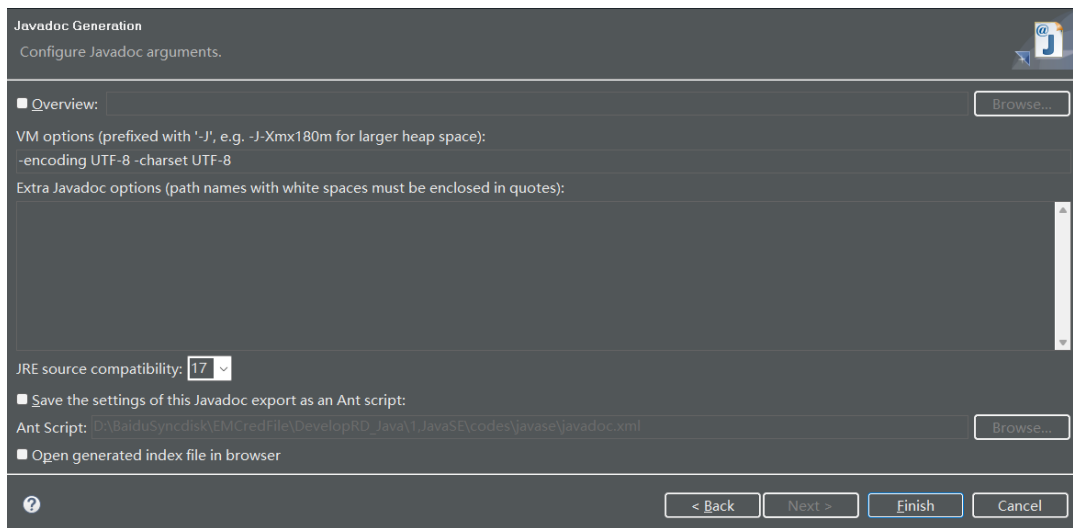 Javadoc Generation
Configure Javadoc arguments.
Overview:
Browse...
VM options (prefixed with '-J', e.g. -J-Xmx180m for larger heap space):
-encoding UTF-8 -charset UTF-8
Extra Javadoc options (path names with white spaces must be enclosed in quotes):
JRE source compatibility: 17
Save the settings of this Javadoc export as an Ant script:
Ant Script: D:\BaiduSyncdisk\EMCredFile\DevelopRD_Java\1,JavaSE\codes\javase\javadoc.xml Browse...
Open generated index file in browser
< Back Next > Finish Cancel